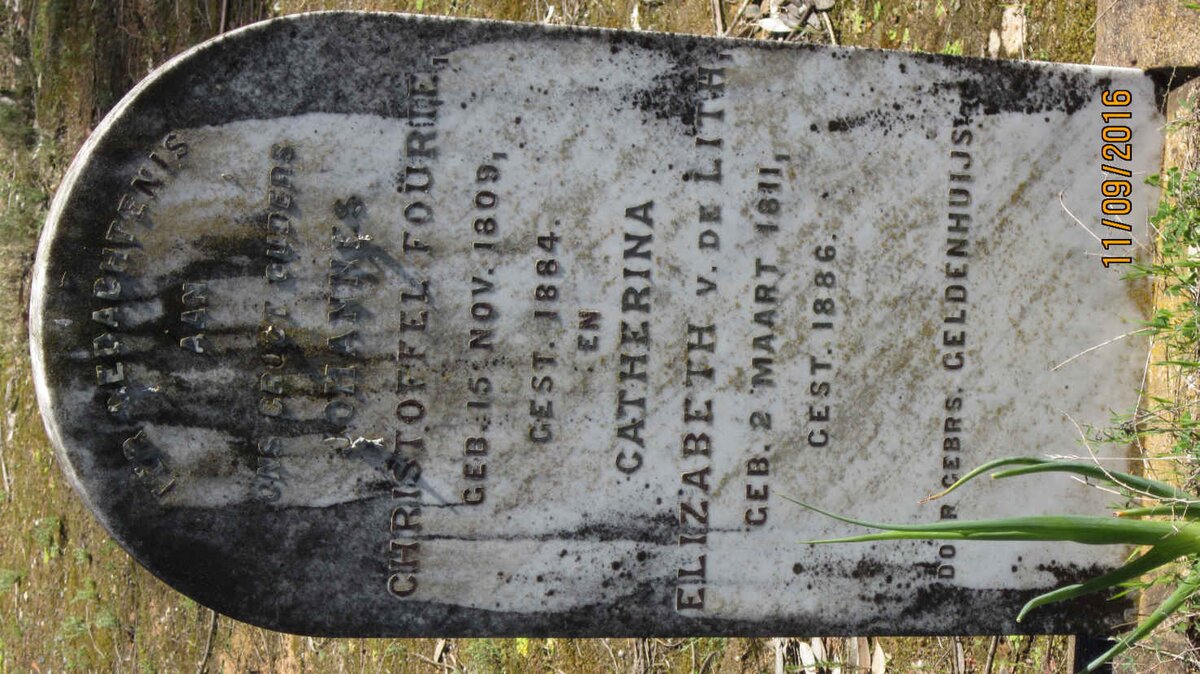 TER GEDACHTENIS
AAN
ONS GROOT OUDERS
JOHANNES
CHRISTOFFEL FOURIE,
GEB. 15 NOV. 1809,
GEST. 1884.
EN
CATHERINA
ELIZABETH V. DE LITH,
GEB. 2 MAART 1811,
GEST. 1886.
DOOR GEBRS. GELDENHUIJS.
11/09/2016